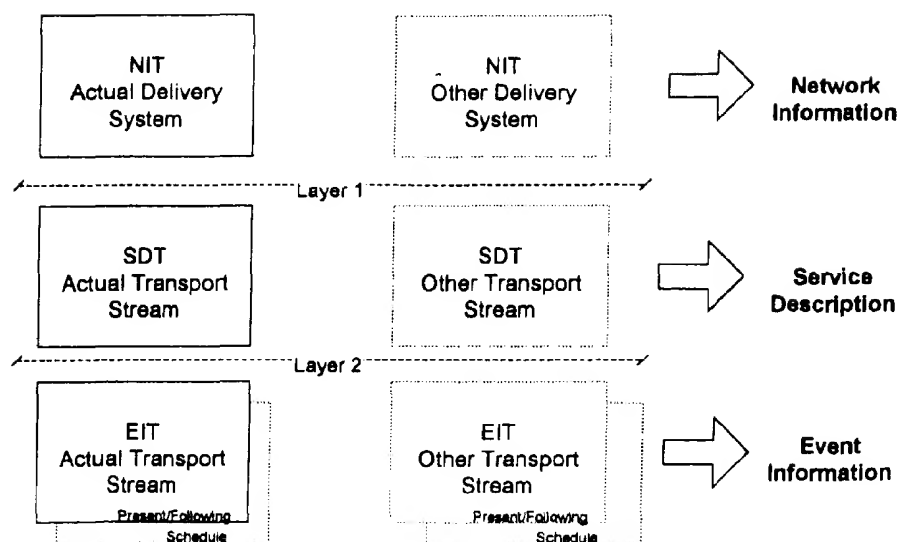 NIT
Actual Delivery
System
NIT
Other Delivery
System
Network
Information
Layer 1
SDT
Actual Transport
Stream
SDT
Other Transport
Stream
Service
Description
Layer 2
EIT
Actual Transport
Stream
Present/Following
Schedule
EIT
Other Transport
Stream
Present/Following
Schedule
Event
Information